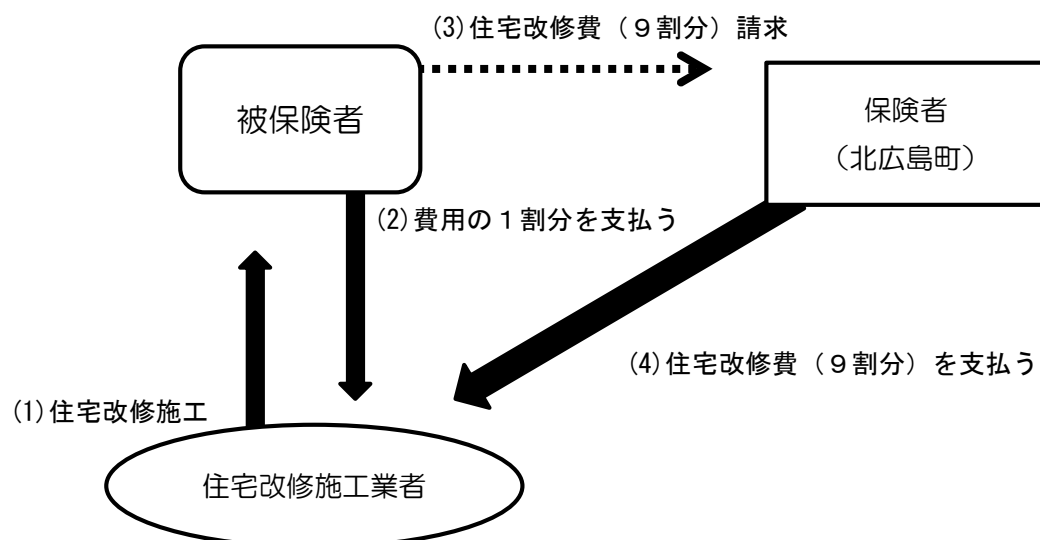 (3)住宅改修費（９割分）請求
被保険者
保険者
（北広島町）
(2)費用の１割分を支払う
(4)住宅改修費（９割分）を支払う
(1)住宅改修施工
住宅改修施工業者